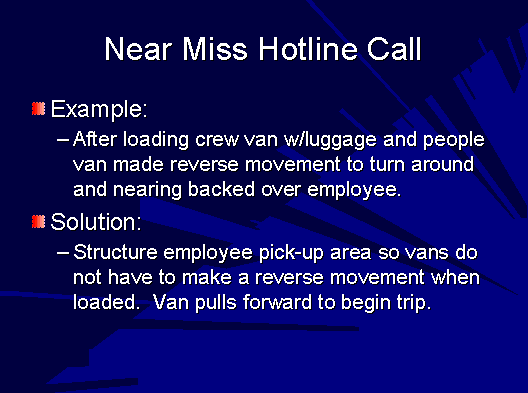 Near Miss Hotline Call
Example:
– After loading crew van w/luggage and people
van made reverse movement to turn around
and nearing backed over employee.
Solution:
– Structure employee pick-up area so vans do
not have to make a reverse movement when
loaded.  Van pulls forward to begin trip.